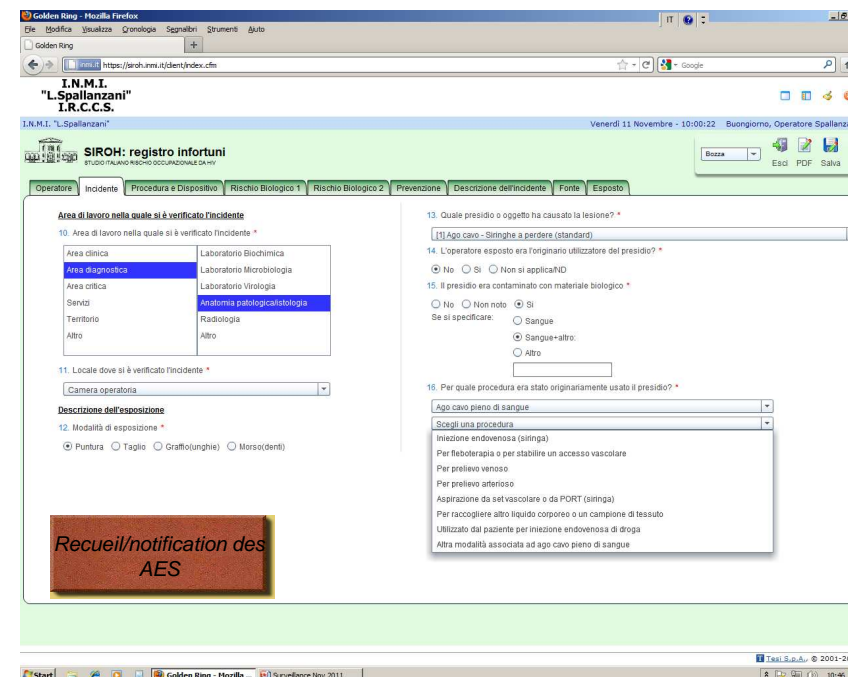 Golden Ring - Mozilla Firefox
IT
File Modifica Visualizza Cronologia Segnalibri Strumenti Aiuto
Golden Ring
inmi.it https://siroh.inmi.it/client/index.cfm
Google
I.N.M.I.
"L.Spallanzani"
I.R.C.C.S.
I.N.M.I. "L.Spallanzani"
Venerdì 11 Novembre - 10:00:22 Buongiorno, Operatore Spallanza
SIROH: registro infortuni
STUDIO ITALIANO RISCHIO OCCUPAZIONALE DA HIV
Bozza
Esci PDF Salva
Operatore Incidente Procedura e Dispositivo Rischio Biologico 1 Rischio Biologico 2 Prevenzione Descrizione dell'incidente Fonte Esposto
Area di lavoro nella quale si è verificato l'incidente
10. Area di lavoro nella quale si è verificato l'incidente *
Area clinica
Area diagnostica
Area critica
Servizi
Territorio
Altro
Laboratorio Biochimica
Laboratorio Microbiologia
Laboratorio Virologia
Anatomia patologica/istologia
Radiologia
Altro
11. Locale dove si è verificato l'incidente *
Camera operatoria
Descrizione dell'esposizione
12. Modalità di esposizione *
Puntura Taglio Graffio(unghie) Morso(denti)
13. Quale presidio o oggetto ha causato la lesione? *
[1] Ago cavo - Siringhe a perdere (standard)
14. L'operatore esposto era l'originario utilizzatore del presidio? *
No Si Non si applica/ND
15. Il presidio era contaminato con materiale biologico *
No Non noto Si
Se si specificare:
Sangue
Sangue+altro:
Altro
16. Per quale procedura era stato originariamente usato il presidio? *
Ago cavo pieno di sangue
Scegli una procedura
Iniezione endovenosa (siringa)
Per fleboterapia o per stabilire un accesso vascolare
Per prelievo venoso
Per prelievo arterioso
Aspirazione da set vascolare o da PORT (siringa)
Per raccogliere altro liquido corporeo o un campione di tessuto
Utilizzato dal paziente per iniezione endovenosa di droga
Altra modalità associata ad ago cavo pieno di sangue
Recueil/notification des
AES
Tesi S.p.A., © 2001-20
Start
Golden Ring - Mozilla ...
Surveillance Nov 2011
10:46